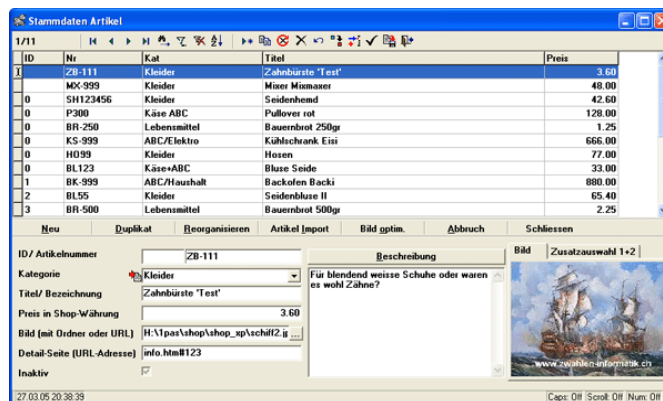 Stammdaten Artikel
1/11
ID Nr Kat Titel Preis
ZB-111 Kleider Zahnbürste 'Test' 3.60
MX-999 Kleider Mixer Mixmaxer 48.00
0 SH123456 Kleider Seidenhemd 42.60
0 P300 Käse ABC Pullover rot 128.00
0 BR-250 Lebensmittel Bauernbrot 250gr 1.25
0 KS-999 ABC/Elektro Kühlschrank Eisi 666.00
0 HO99 Kleider Hosen 77.00
0 BL123 Käse+ABC Bluse Seide 33.00
1 BK-999 ABC/Haushalt Backofen Backi 880.00
2 BL55 Kleider Seidenbluse II 65.40
3 BR-500 Lebensmittel Bauernbrot 500gr 2.25
Neu Duplikat Reorganisieren Artikel Import Bild optim. Abbruch Schliessen
ID/ Artikelnummer ZB-111 Beschreibung Bild Zusatzauswahl 1+2
Kategorie Kleider Für blendend weisse Schuhe oder waren
es wohl Zähne?
Titel/ Bezeichnung Zahnbürste 'Test'
Preis in Shop-Währung 3.60
Bild (mit Ordner oder URL) H:\1pas\shop\shop_xp\schiff2.j ...
www.zwahlen-informatik.ch
Detail-Seite (URL-Adresse) info.htm#123
Inaktiv
27.03.05 20:38:39 Caps: Off Scroll: Off Num: Off